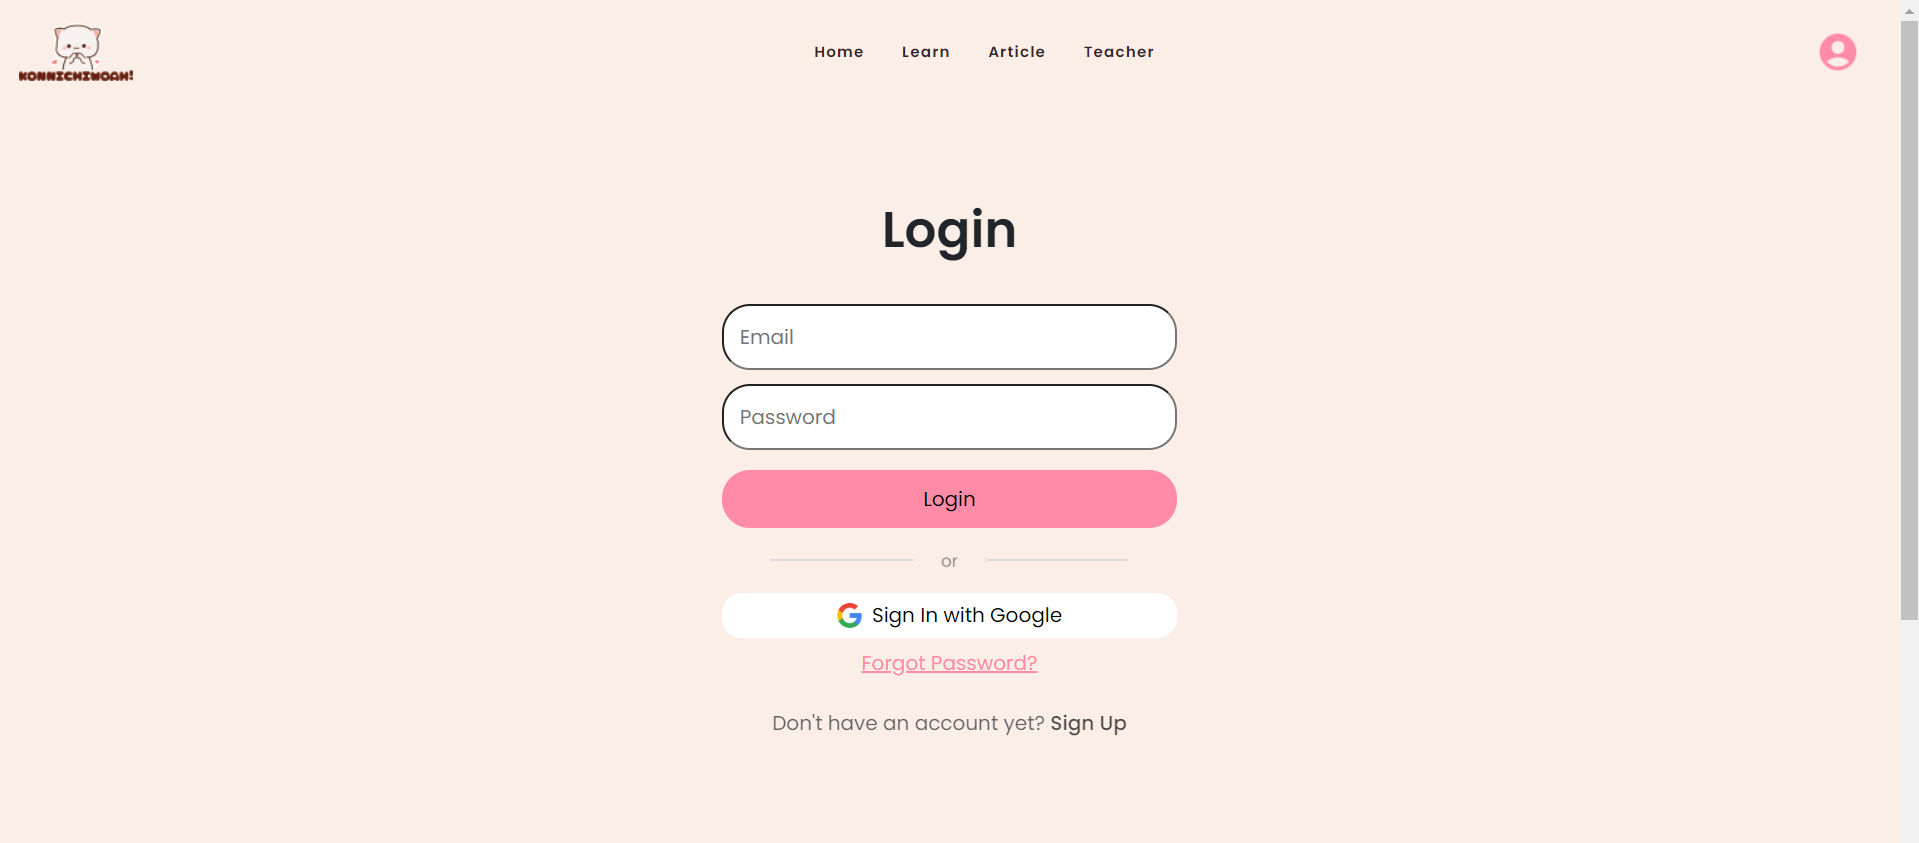 KONNICHIWOAH!
Home Learn Article Teacher
Login
Email
Password
Login
or
Sign In with Google
Forgot Password?
Don't have an account yet? Sign Up